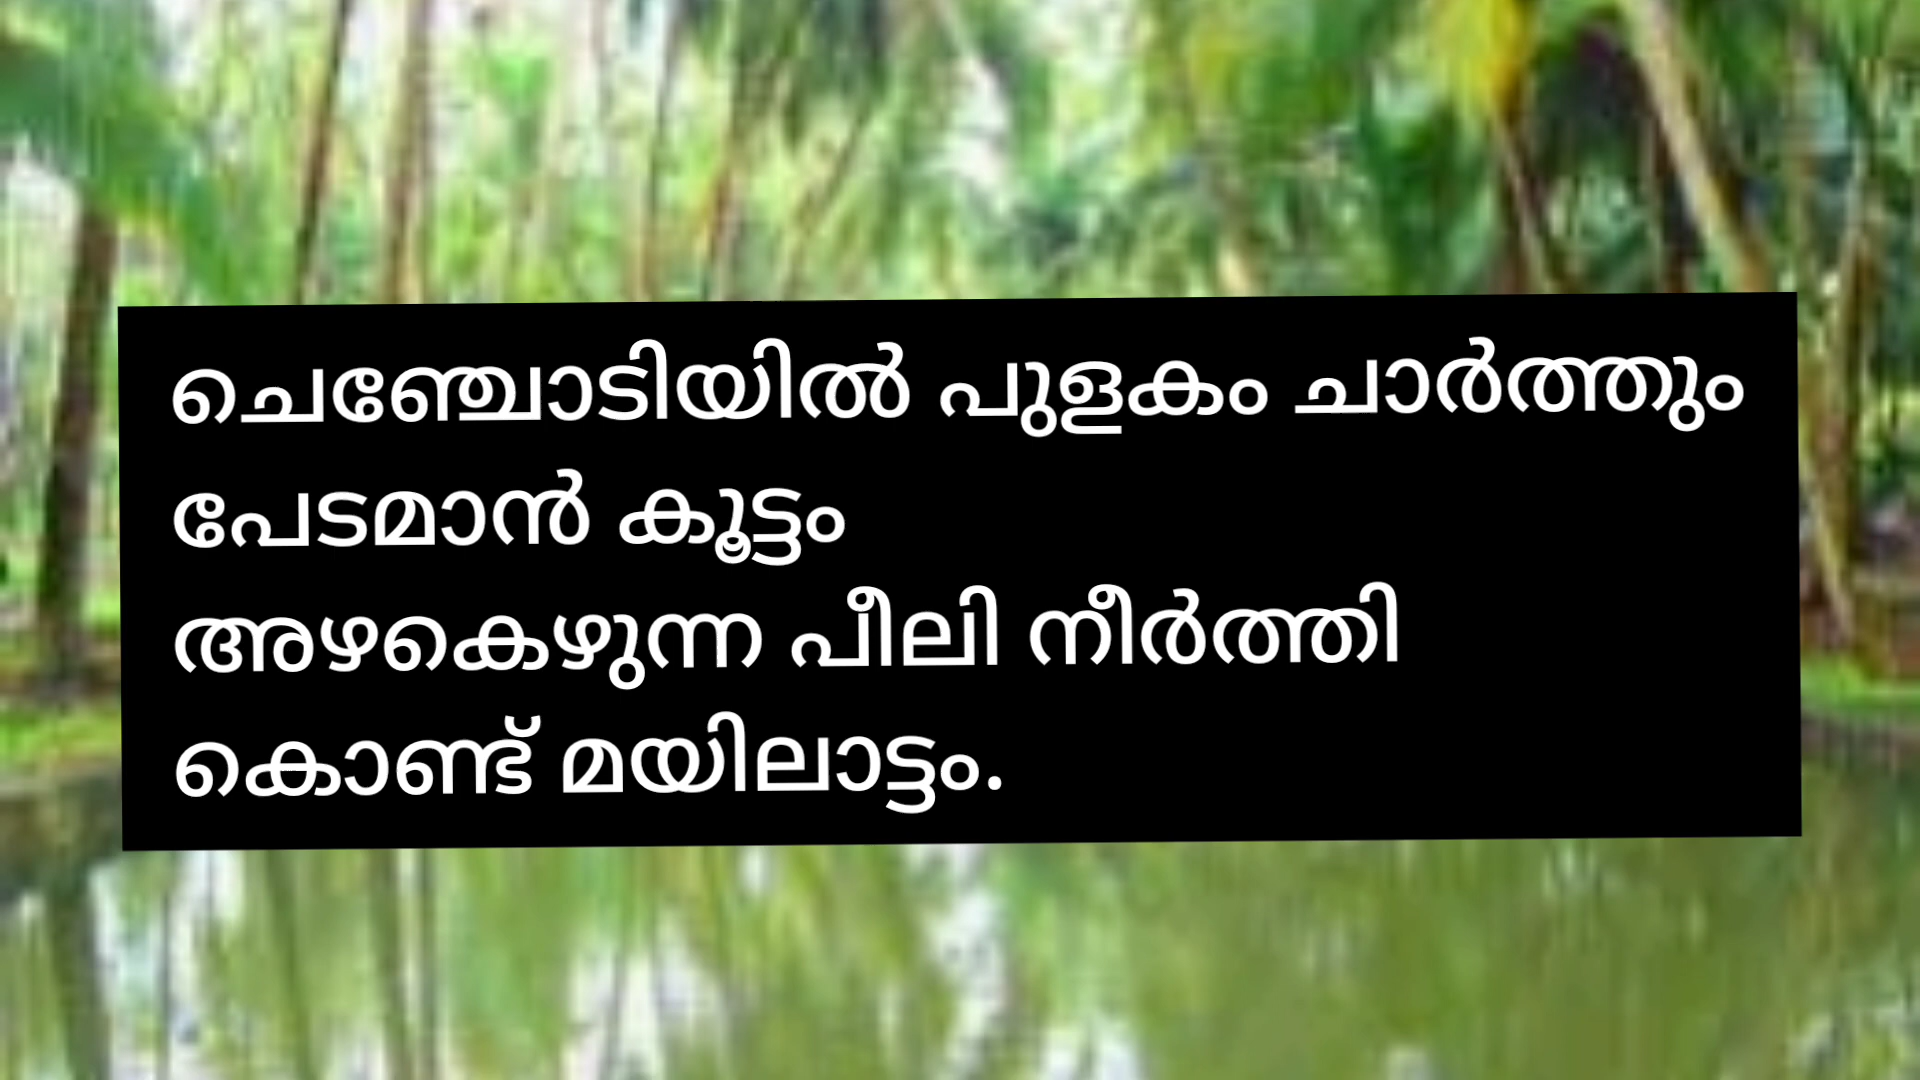 ചെഞ്ചോടിയിൽ പുളകം ചാർത്തും
പേടമാൻ കൂട്ടം
അഴകെഴുന്ന പീലി നീർത്തി
കൊണ്ട് മയിലാട്ടം.